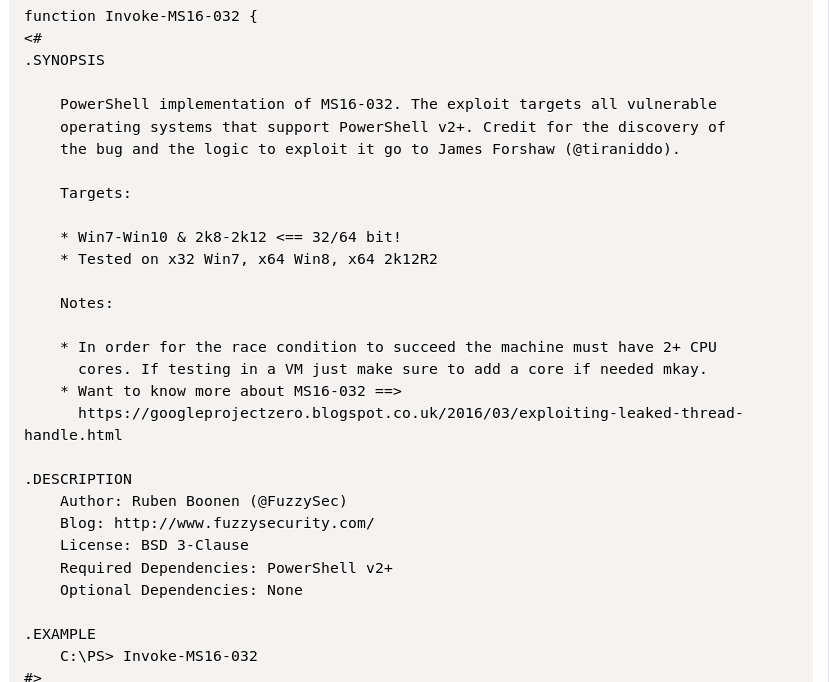 function Invoke-MS16-032 {
<#
.SYNOPSIS
PowerShell implementation of MS16-032. The exploit targets all vulnerable
operating systems that support PowerShell v2+. Credit for the discovery of
the bug and the logic to exploit it go to James Forshaw (@tiraniddo).
Targets:
* Win7-Win10 & 2k8-2k12 <== 32/64 bit!
* Tested on x32 Win7, x64 Win8, x64 2k12R2
Notes:
* In order for the race condition to succeed the machine must have 2+ CPU
cores. If testing in a VM just make sure to add a core if needed mkay.
* Want to know more about MS16-032 ==>
https://googleprojectzero.blogspot.co.uk/2016/03/exploiting-leaked-thread-
handle.html
.DESCRIPTION
Author: Ruben Boonen (@FuzzySec)
Blog: http://www.fuzzysecurity.com/
License: BSD 3-Clause
Required Dependencies: PowerShell v2+
Optional Dependencies: None
.EXAMPLE
C:\PS> Invoke-MS16-032
#>